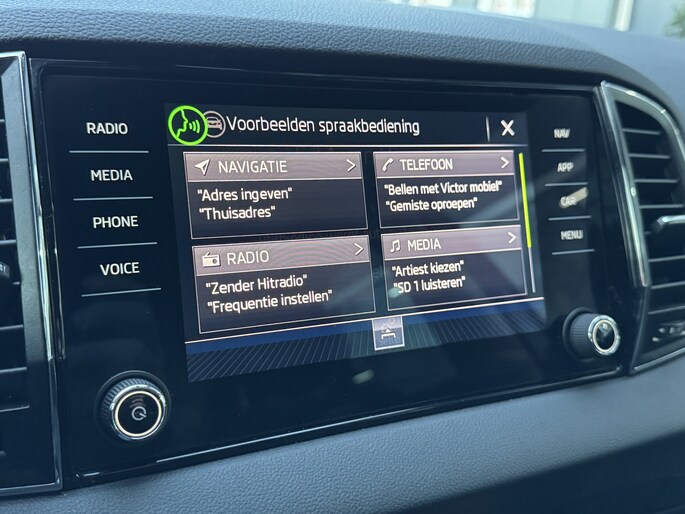 RADIO
MEDIA
PHONE
VOICE
Voorbeelden spraakbediening
NAVIGATIE
"Adres ingeven"
"Thuisadres"
TELEFOON
"Bellen met Victor mobiel"
"Gemiste oproepen"
RADIO
"Zender Hitradio"
"Frequentie instellen"
MEDIA
"Artiest kiezen"
"SD 1 luisteren"
NAV
APP
CAR
MENU